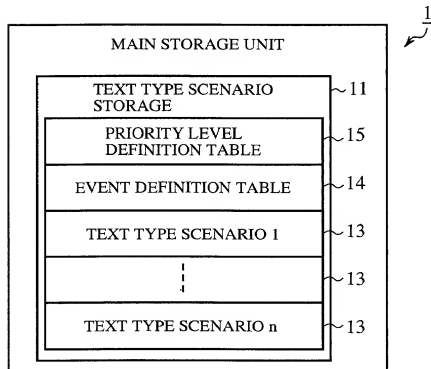 1
MAIN STORAGE UNIT
TEXT TYPE SCENARIO
STORAGE
11
PRIORITY LEVEL
DEFINITION TABLE
15
EVENT DEFINITION TABLE
14
TEXT TYPE SCENARIO 1
13
13
TEXT TYPE SCENARIO n
13